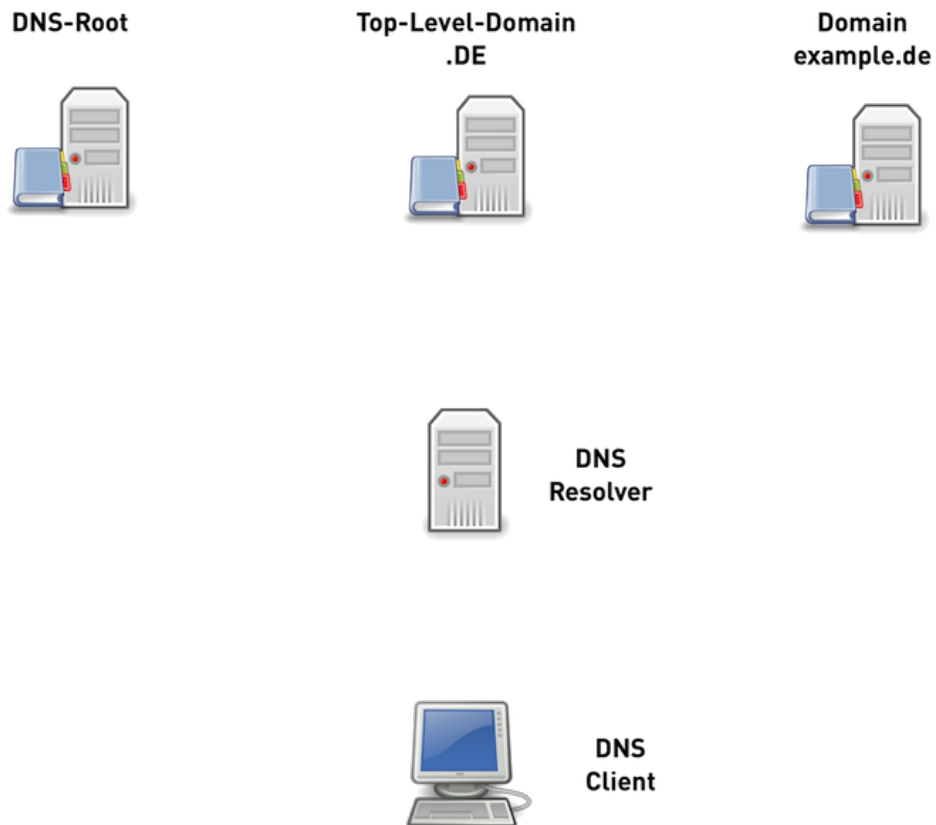 DNS-Root
Top-Level-Domain
.DE
Domain
example.de
DNS
Resolver
DNS
Client